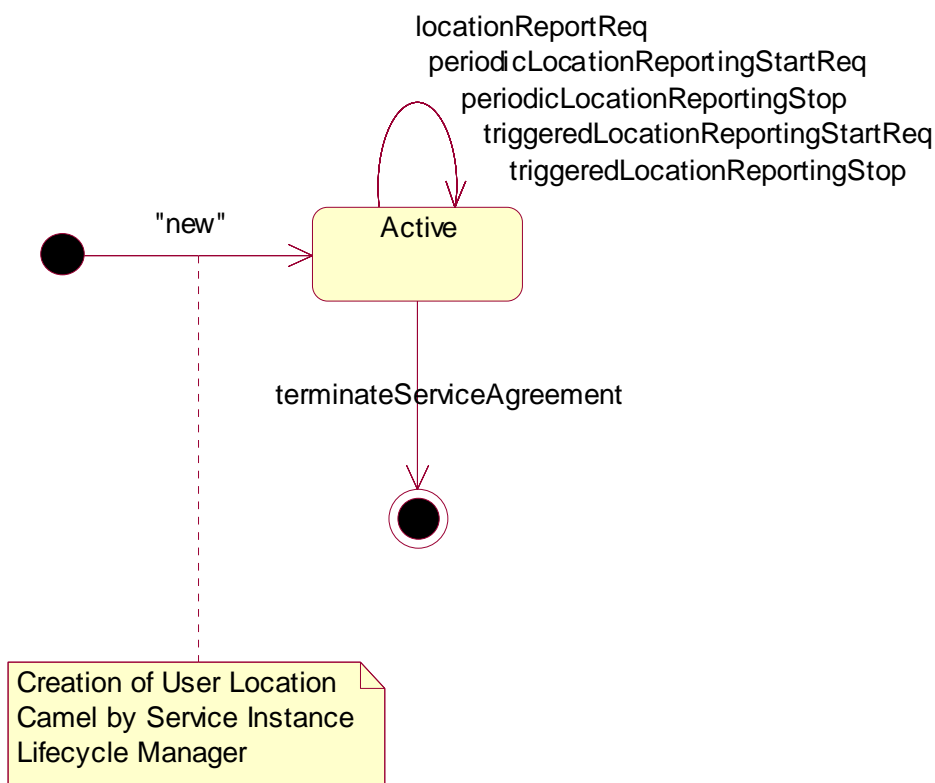 locationReportReq
periodicLocationReportingStartReq
periodicLocationReportingStop
triggeredLocationReportingStartReq
triggeredLocationReportingStop
"new"
Active
terminateServiceAgreement
Creation of User Location
Camel by Service Instance
Lifecycle Manager